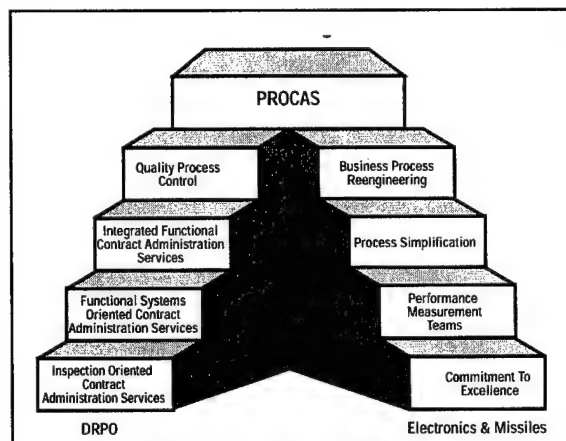 PROCAS
Quality Process
Control
Business Process
Reengineering
Integrated Functional
Contract Administration
Services
Process Simplification
Functional Systems
Oriented Contract
Administration Services
Performance
Measurement
Teams
Inspection Oriented
Contract
Administration Services
Commitment To
Excellence
DRPO
Electronics & Missiles